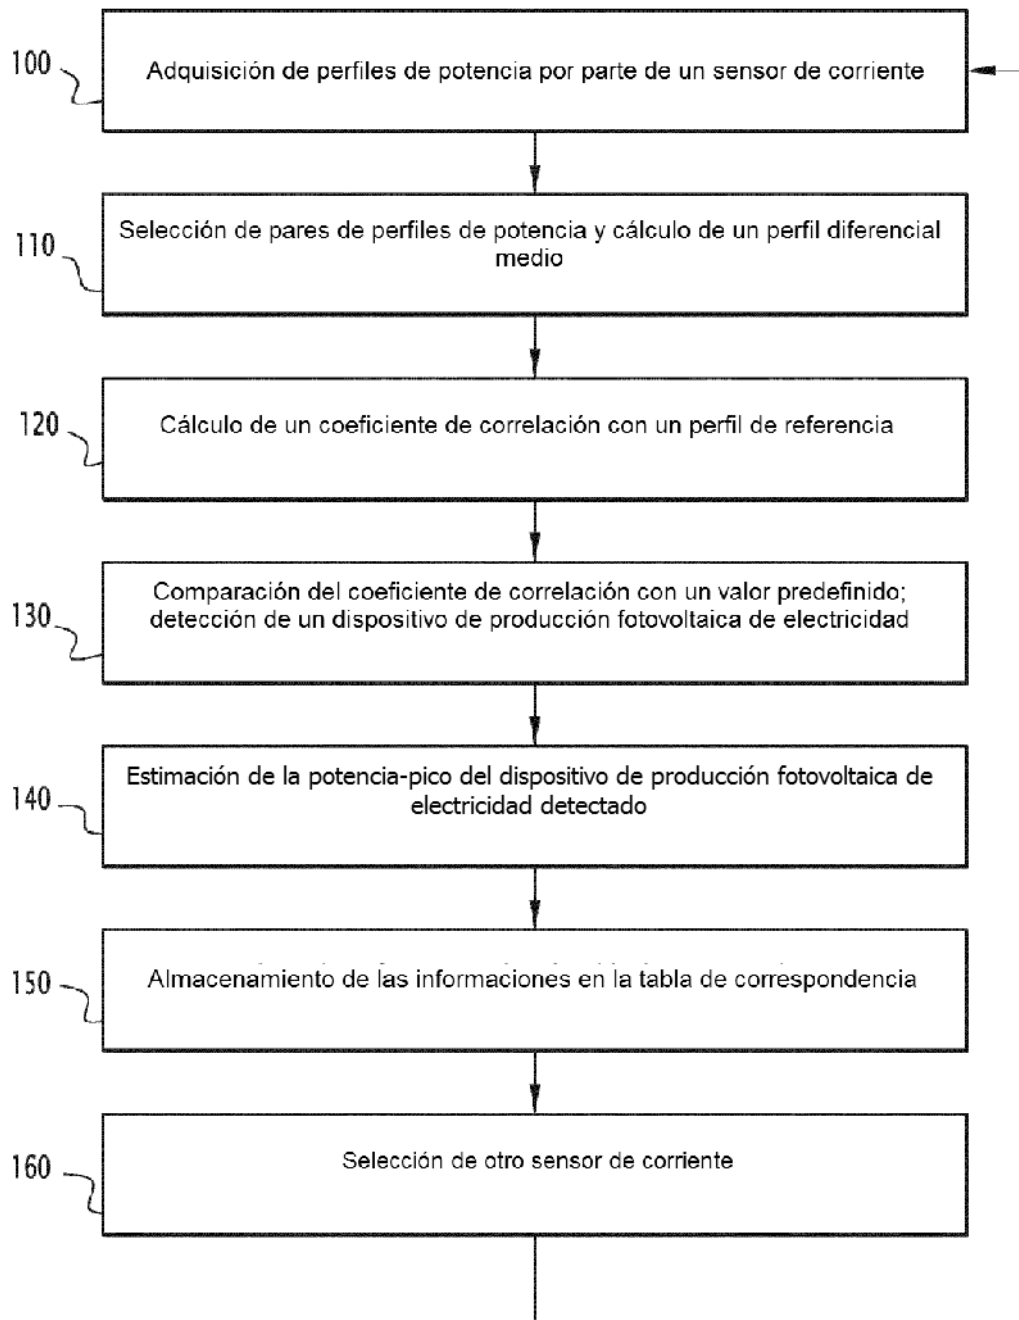 100
Adquisición de perfiles de potencia por parte de un sensor de corriente
110
Selección de pares de perfiles de potencia y cálculo de un perfil diferencial
medio
120
Cálculo de un coeficiente de correlación con un perfil de referencia
130
Comparación del coeficiente de correlación con un valor predefinido;
detección de un dispositivo de producción fotovoltaica de electricidad
140
Estimación de la potencia-pico del dispositivo de producción fotovoltaica de
electricidad detectado
150
Almacenamiento de las informaciones en la tabla de correspondencia
160
Selección de otro sensor de corriente